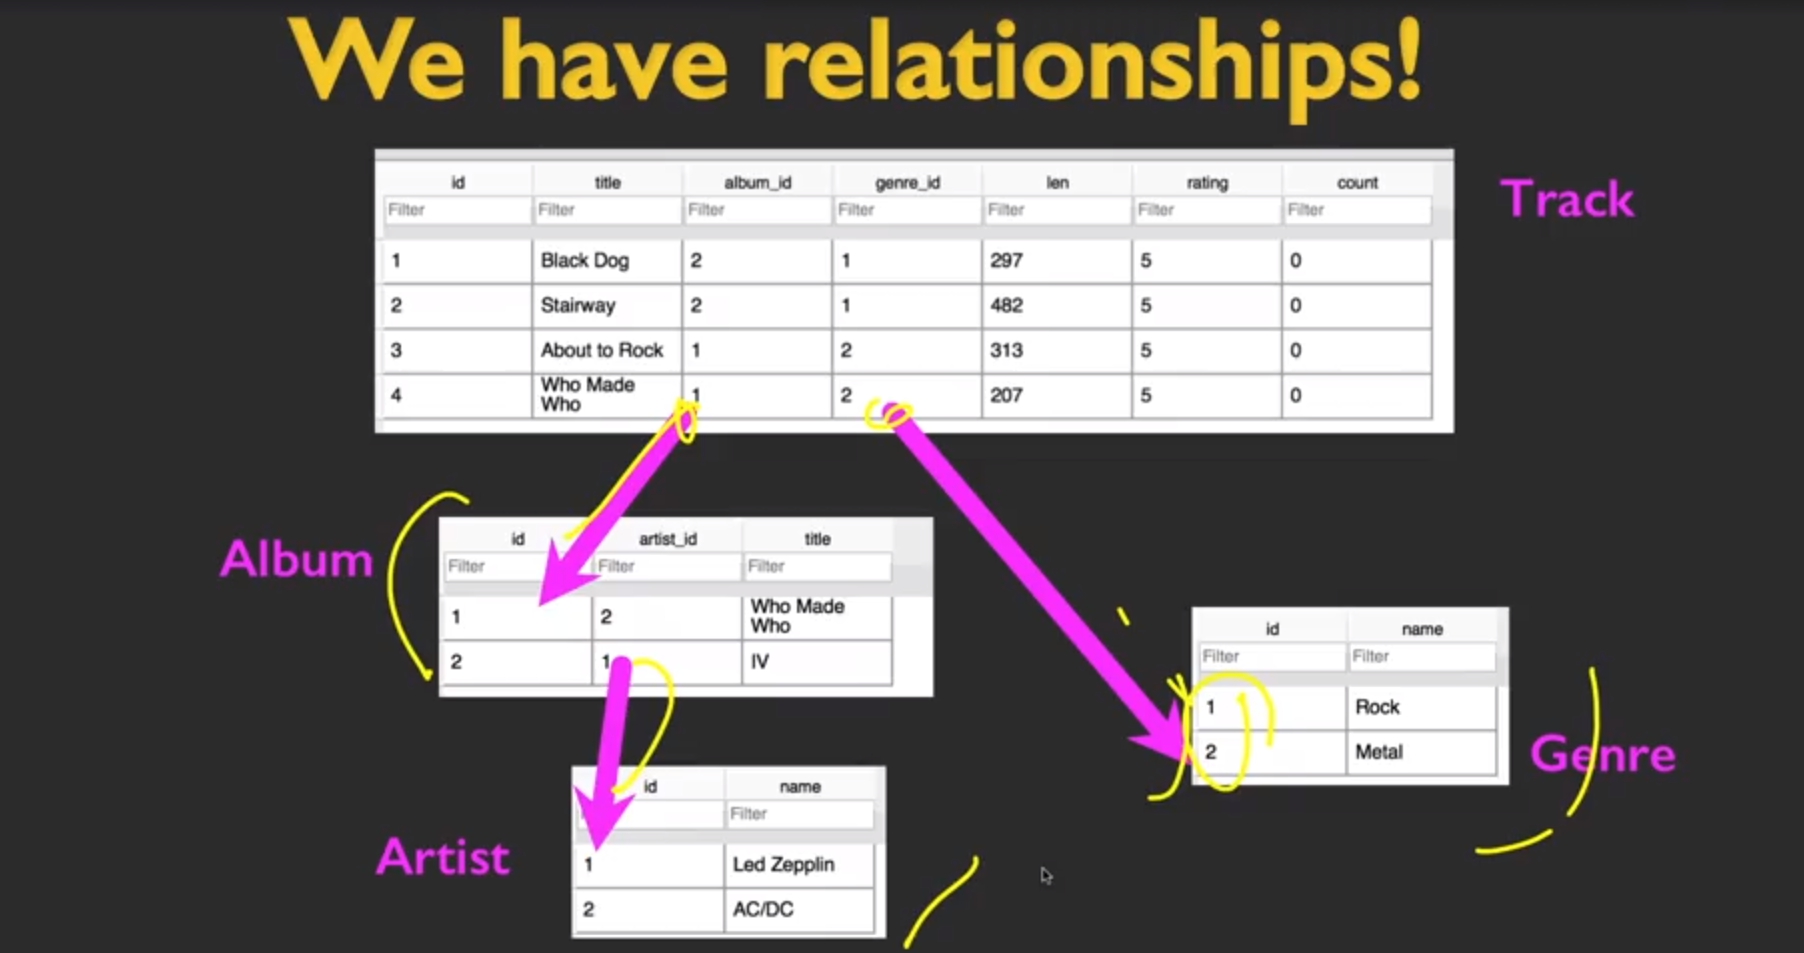 We have relationships!
id title album_id genre_id len rating count
Track
Filter Filter Filter Filter Filter Filter Filter
1 Black Dog 2 1 297 5 0
2 Stairway 2 1 482 5 0
3 About to Rock 1 2 313 5 0
4 Who Made Who 1 2 207 5 0
Album
id artist_id title
Filter Filter Filter
1 2 Who Made Who
2 1 IV
id name
Filter Filter
1 Rock
2 Metal
Genre
Artist
id name
Filter
1 Led Zepplin
2 AC/DC